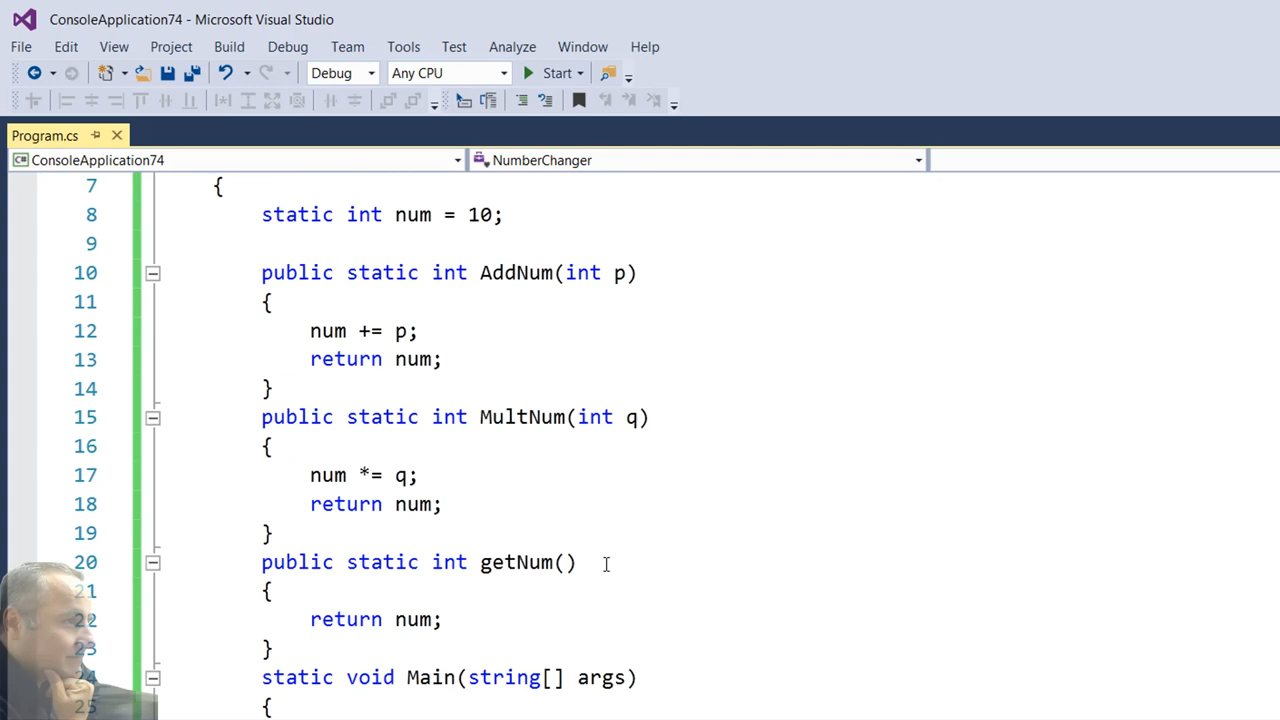 ConsoleApplication74 - Microsoft Visual Studio
File Edit View Project Build Debug Team Tools Test Analyze Window Help
Debug Any CPU Start
Program.cs
C# ConsoleApplication74 NumberChanger
7 {
8 static int num = 10;
9
10 public static int AddNum(int p)
11 {
12 num += p;
13 return num;
14 }
15 public static int MultNum(int q)
16 {
17 num *= q;
18 return num;
19 }
20 public static int getNum()
21 {
22 return num;
23 }
24 static void Main(string[] args)
25 {